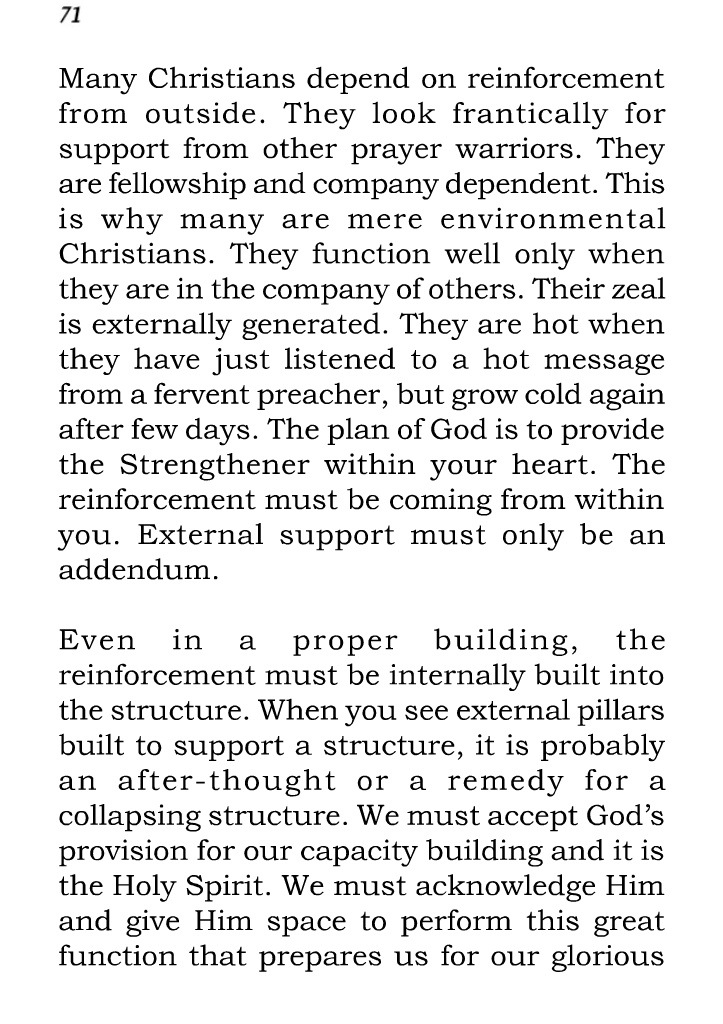 71
Many Christians depend on reinforcement
from outside. They look frantically for
support from other prayer warriors. They
are fellowship and company dependent. This
is why many are mere environmental
Christians. They function well only when
they are in the company of others. Their zeal
is externally generated. They are hot when
they have just listened to a hot message
from a fervent preacher, but grow cold again
after few days. The plan of God is to provide
the Strengthener within your heart. The
reinforcement must be coming from within
you. External support must only be an
addendum.
Even in a proper building, the
reinforcement must be internally built into
the structure. When you see external pillars
built to support a structure, it is probably
an after-thought or a remedy for a
collapsing structure. We must accept God’s
provision for our capacity building and it is
the Holy Spirit. We must acknowledge Him
and give Him space to perform this great
function that prepares us for our glorious